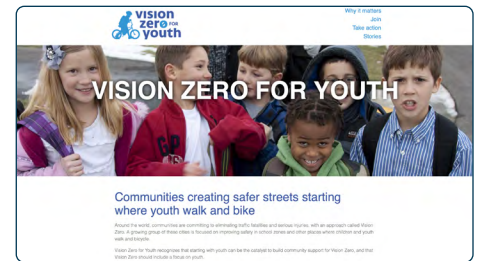 vision
zero FOR
youth
Why it matters
Join
Take action
Stories
VISION ZERO FOR YOUTH
GAP
Communities creating safer streets starting
where youth walk and bike
Around the world, communities are committing to eliminating traffic fatalities and serious injuries, with an approach called Vision
Zero. A growing group of these cities is focused on improving safety in school zones and other places where children and youth
walk and bicycle.
Vision Zero for Youth recognizes that starting with youth can be the catalyst to build community support for Vision Zero, and that
Vision Zero should include a focus on youth.